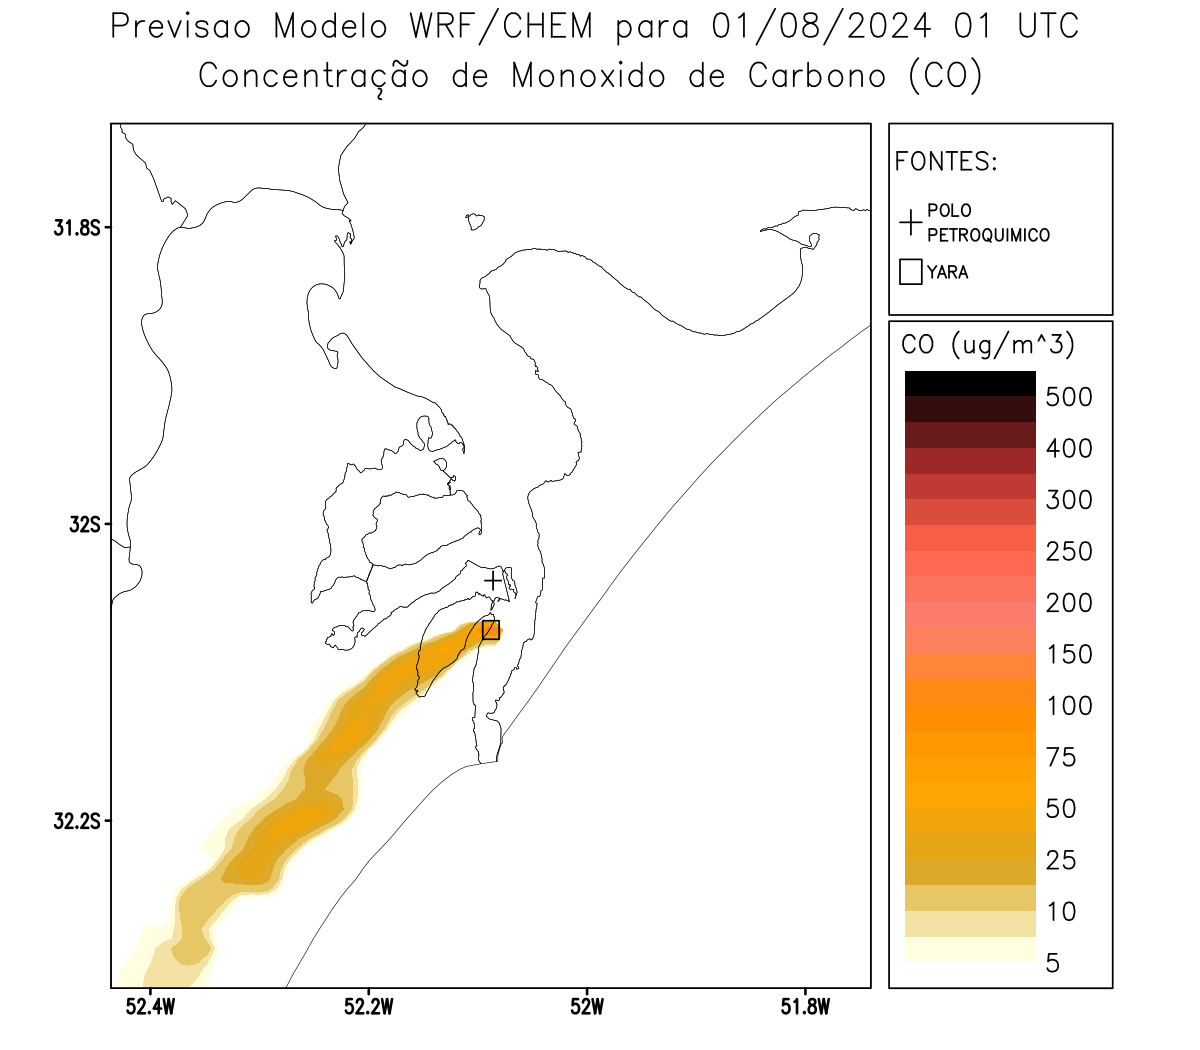 Previsao Modelo WRF/CHEM para 01/08/2024 01 UTC
Concentração de Monoxido de Carbono (CO)
FONTES:
POLO
PETROQUIMICO
YARA
CO (ug/m^3)
500
400
300
250
200
150
100
75
50
25
10
5
31.8S
32S
32.2S
52.4W
52.2W
52W
51.8W